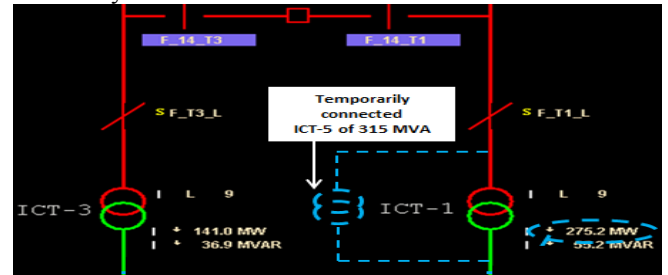 F_14_T3
F_14_T1
S F_T3_L
Temporarily
connected
ICT-5 of 315 MVA
S F_T1_L
I L 9
I L 9
ICT-3
ICT-1
141.0 MW
275.2 MW
36.9 MVAR
55.2 MVAR